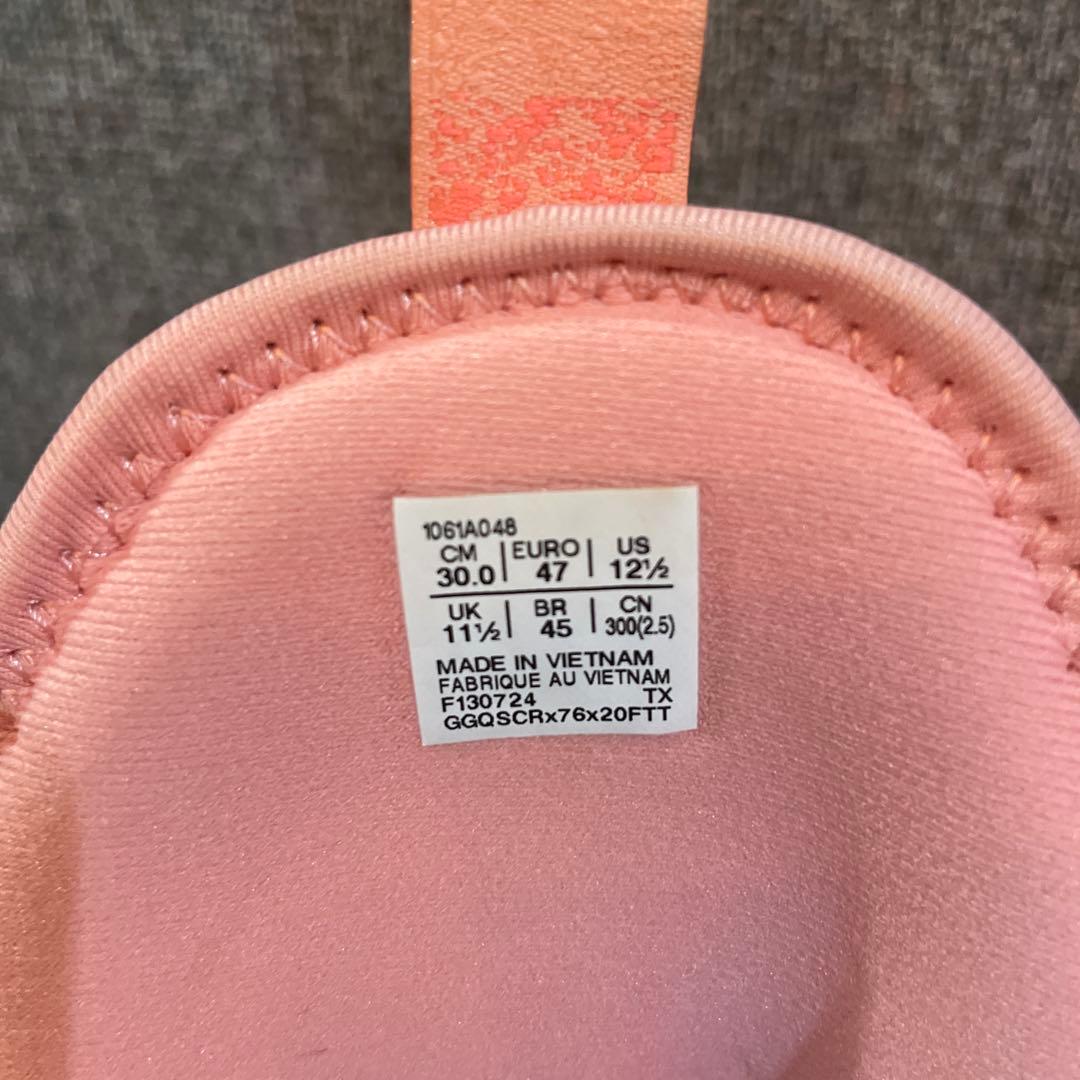 1061A048
CM EURO US
30.0 47 12½
UK BR CN
11½ 45 300(2.5)
MADE IN VIETNAM
FABRIQUE AU VIETNAM
F130724 TX
GGQSCRx76x20FTT